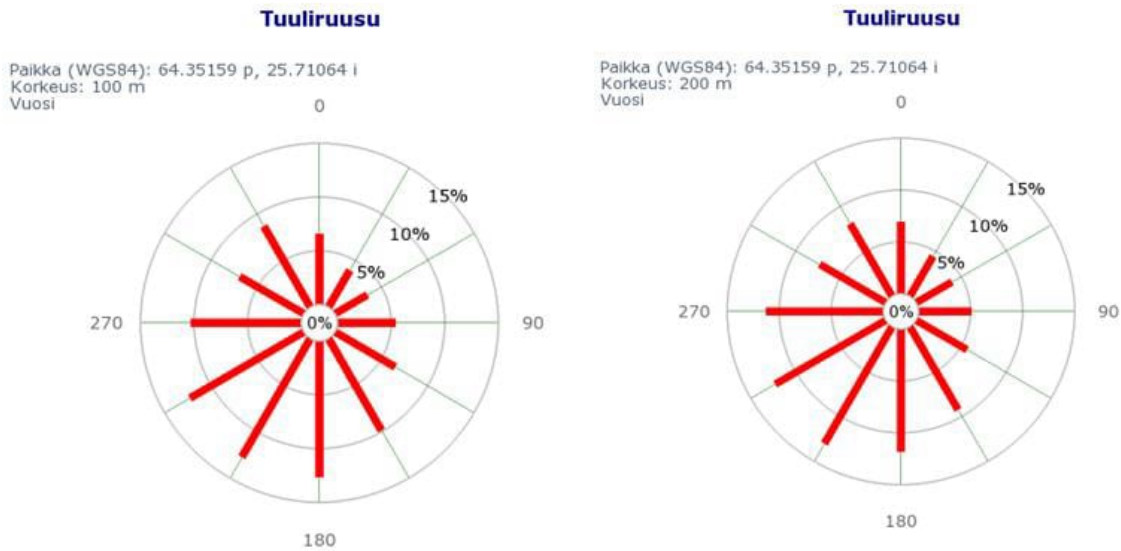 Tuuliruusu
Paikka (WGS84): 64.35159 p, 25.71064 i
Korkeus: 100 m
Vuosi
0
15%
10%
5%
270
0%
90
180
Tuuliruusu
Paikka (WGS84): 64.35159 p, 25.71064 i
Korkeus: 200 m
Vuosi
0
15%
10%
5%
270
0%
90
180